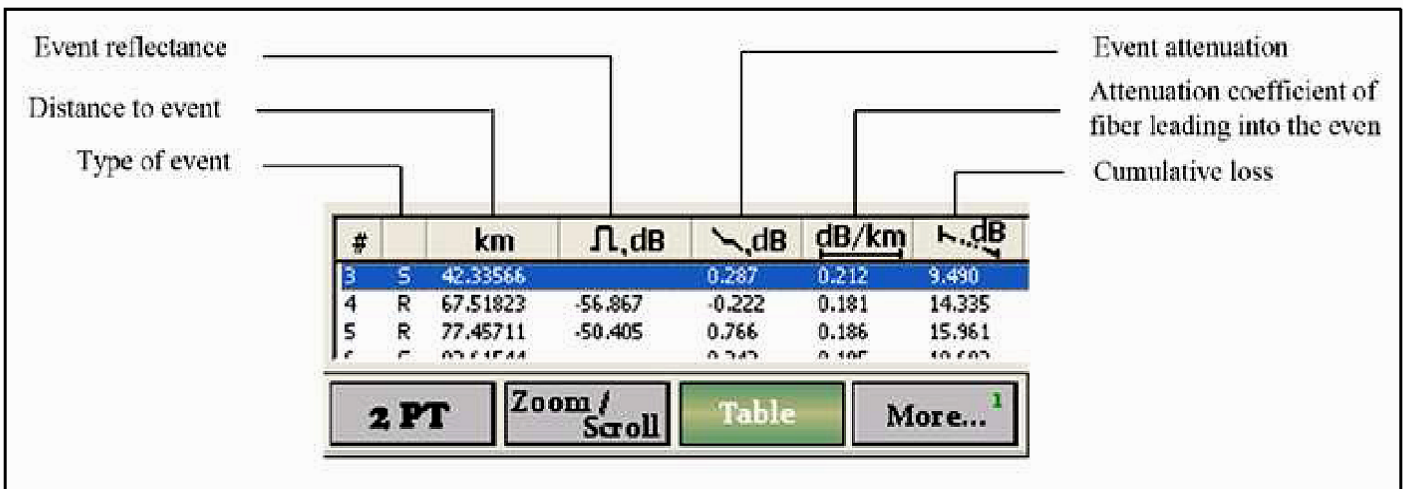 Event reflectance
Distance to event
Type of event
Event attenuation
Attenuation coefficient of
fiber leading into the even
Cumulative loss
# km ,dB ,dB dB/km dB
3 S 42.33566 0.287 0.212 9.490
4 R 67.51823 -56.867 -0.222 0.181 14.335
5 R 77.45711 -50.405 0.766 0.186 15.961
2 PT
Zoom /
Scroll
Table
More... 1